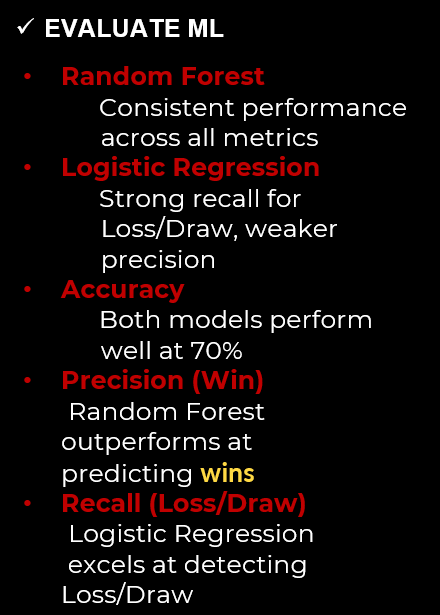 ✓ EVALUATE ML
• Random Forest
Consistent performance
across all metrics
• Logistic Regression
Strong recall for
Loss/Draw, weaker
precision
• Accuracy
Both models perform
well at 70%
• Precision (Win)
Random Forest
outperforms at
predicting wins
• Recall (Loss/Draw)
Logistic Regression
excels at detecting
Loss/Draw